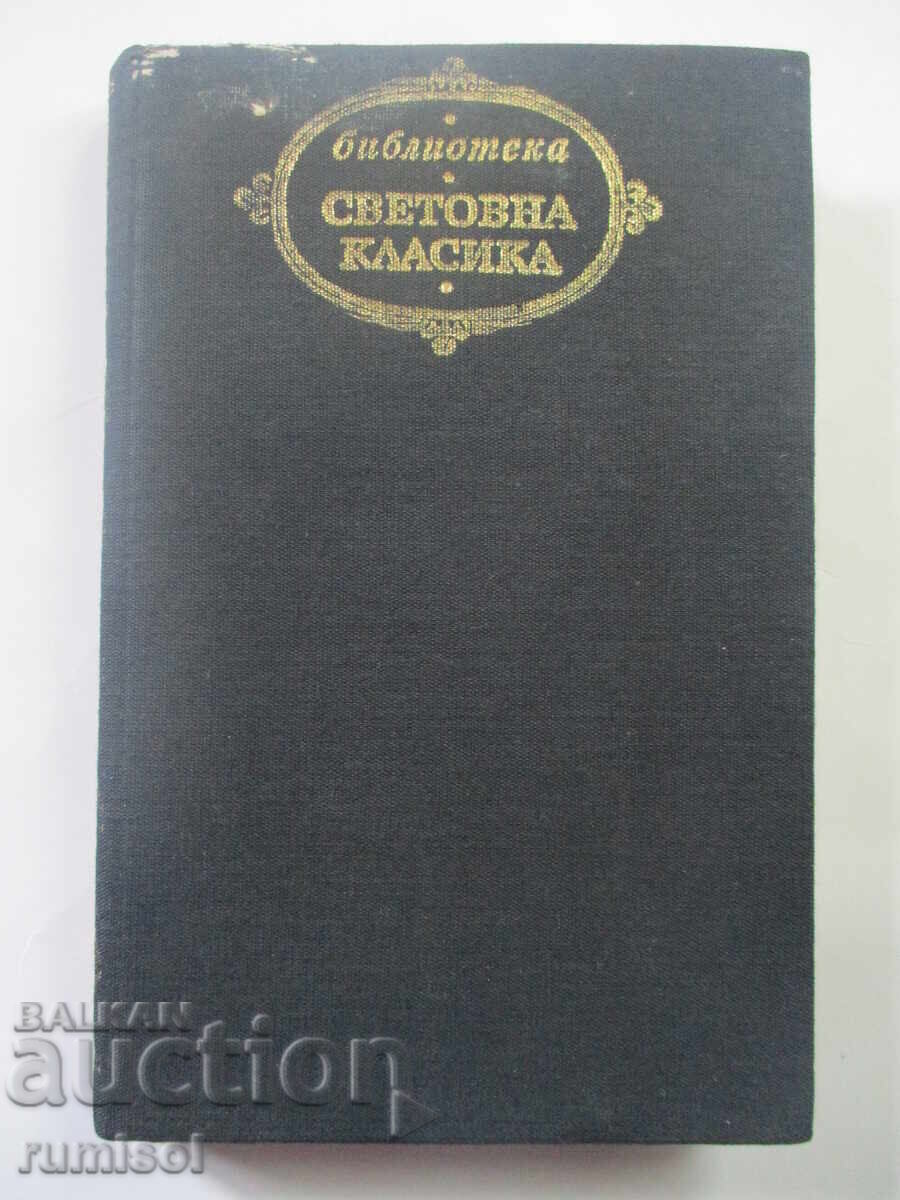 библиотека
СВЕТОВНА
КЛАСИКА
BALKAN
auction
rumisol